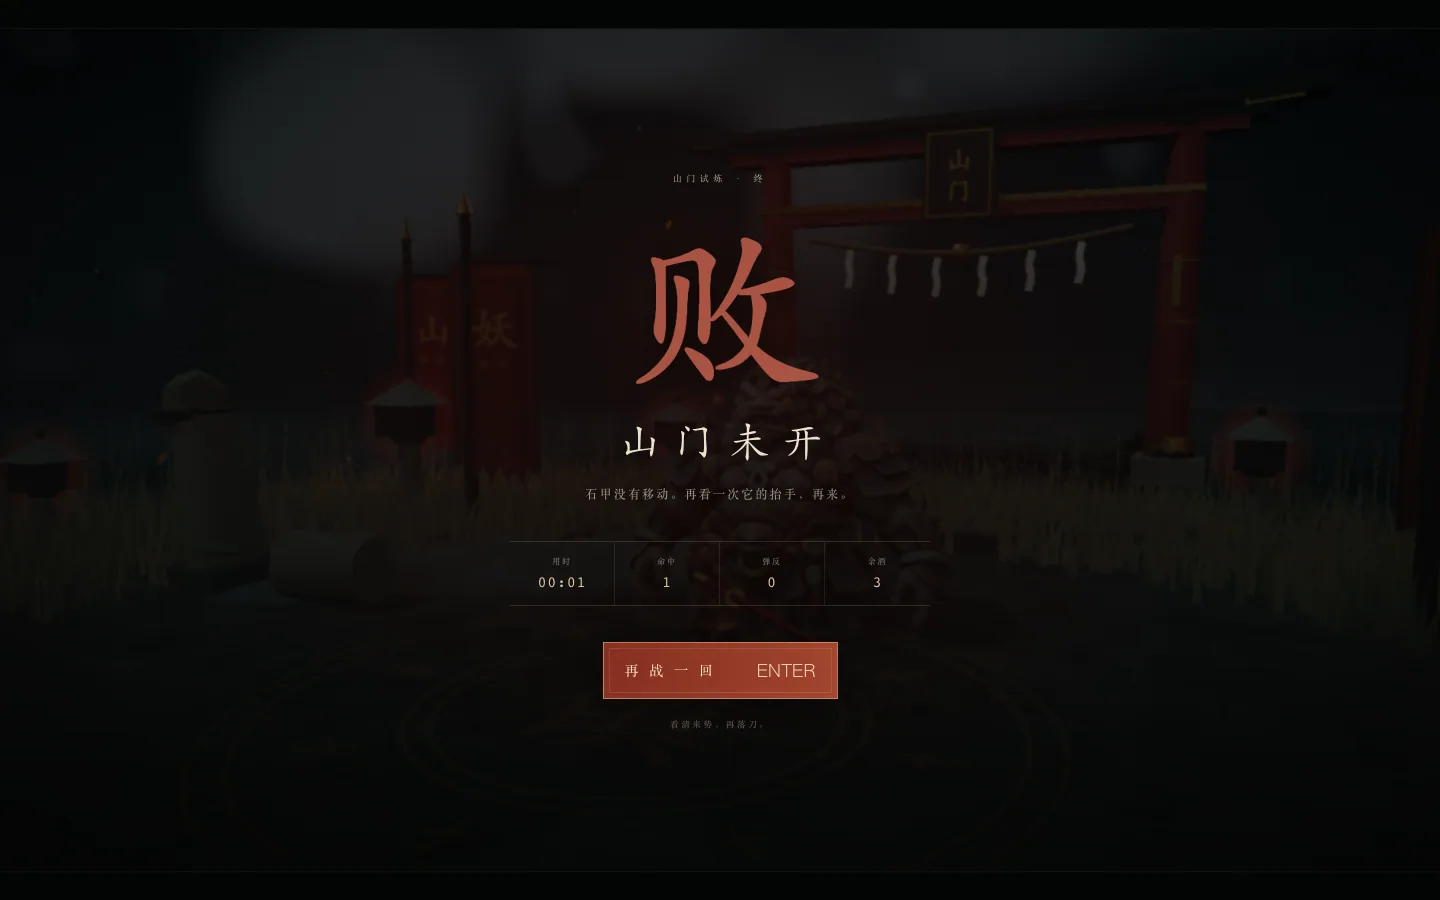 山门试炼 · 终
山
门
败
山 妖
山门未开
石甲没有移动。再看一次它的抬手，再来。
用时 命中 弹反 余酒
00:01 1 0 3
再战一回 ENTER
看清来势，再落刀。